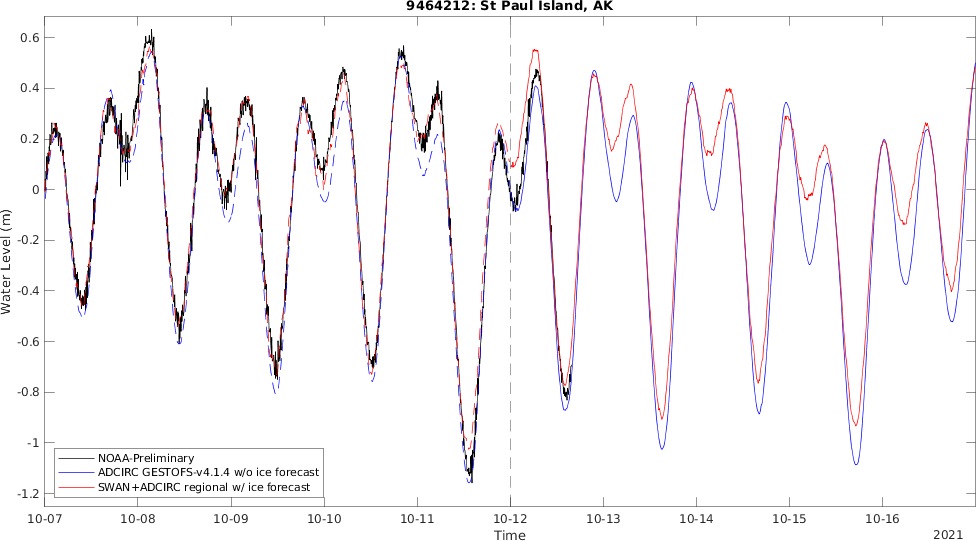 9464212: St Paul Island, AK
0.6
0.4
0.2
0
-0.2
-0.4
-0.6
-0.8
-1
-1.2
Water Level (m)
NOAA-Preliminary
ADCIRC GESTOFS-v4.1.4 w/o ice forecast
SWAN+ADCIRC regional w/ ice forecast
10-07 10-08 10-09 10-10 10-11 10-12 10-13 10-14 10-15 10-16
Time
2021